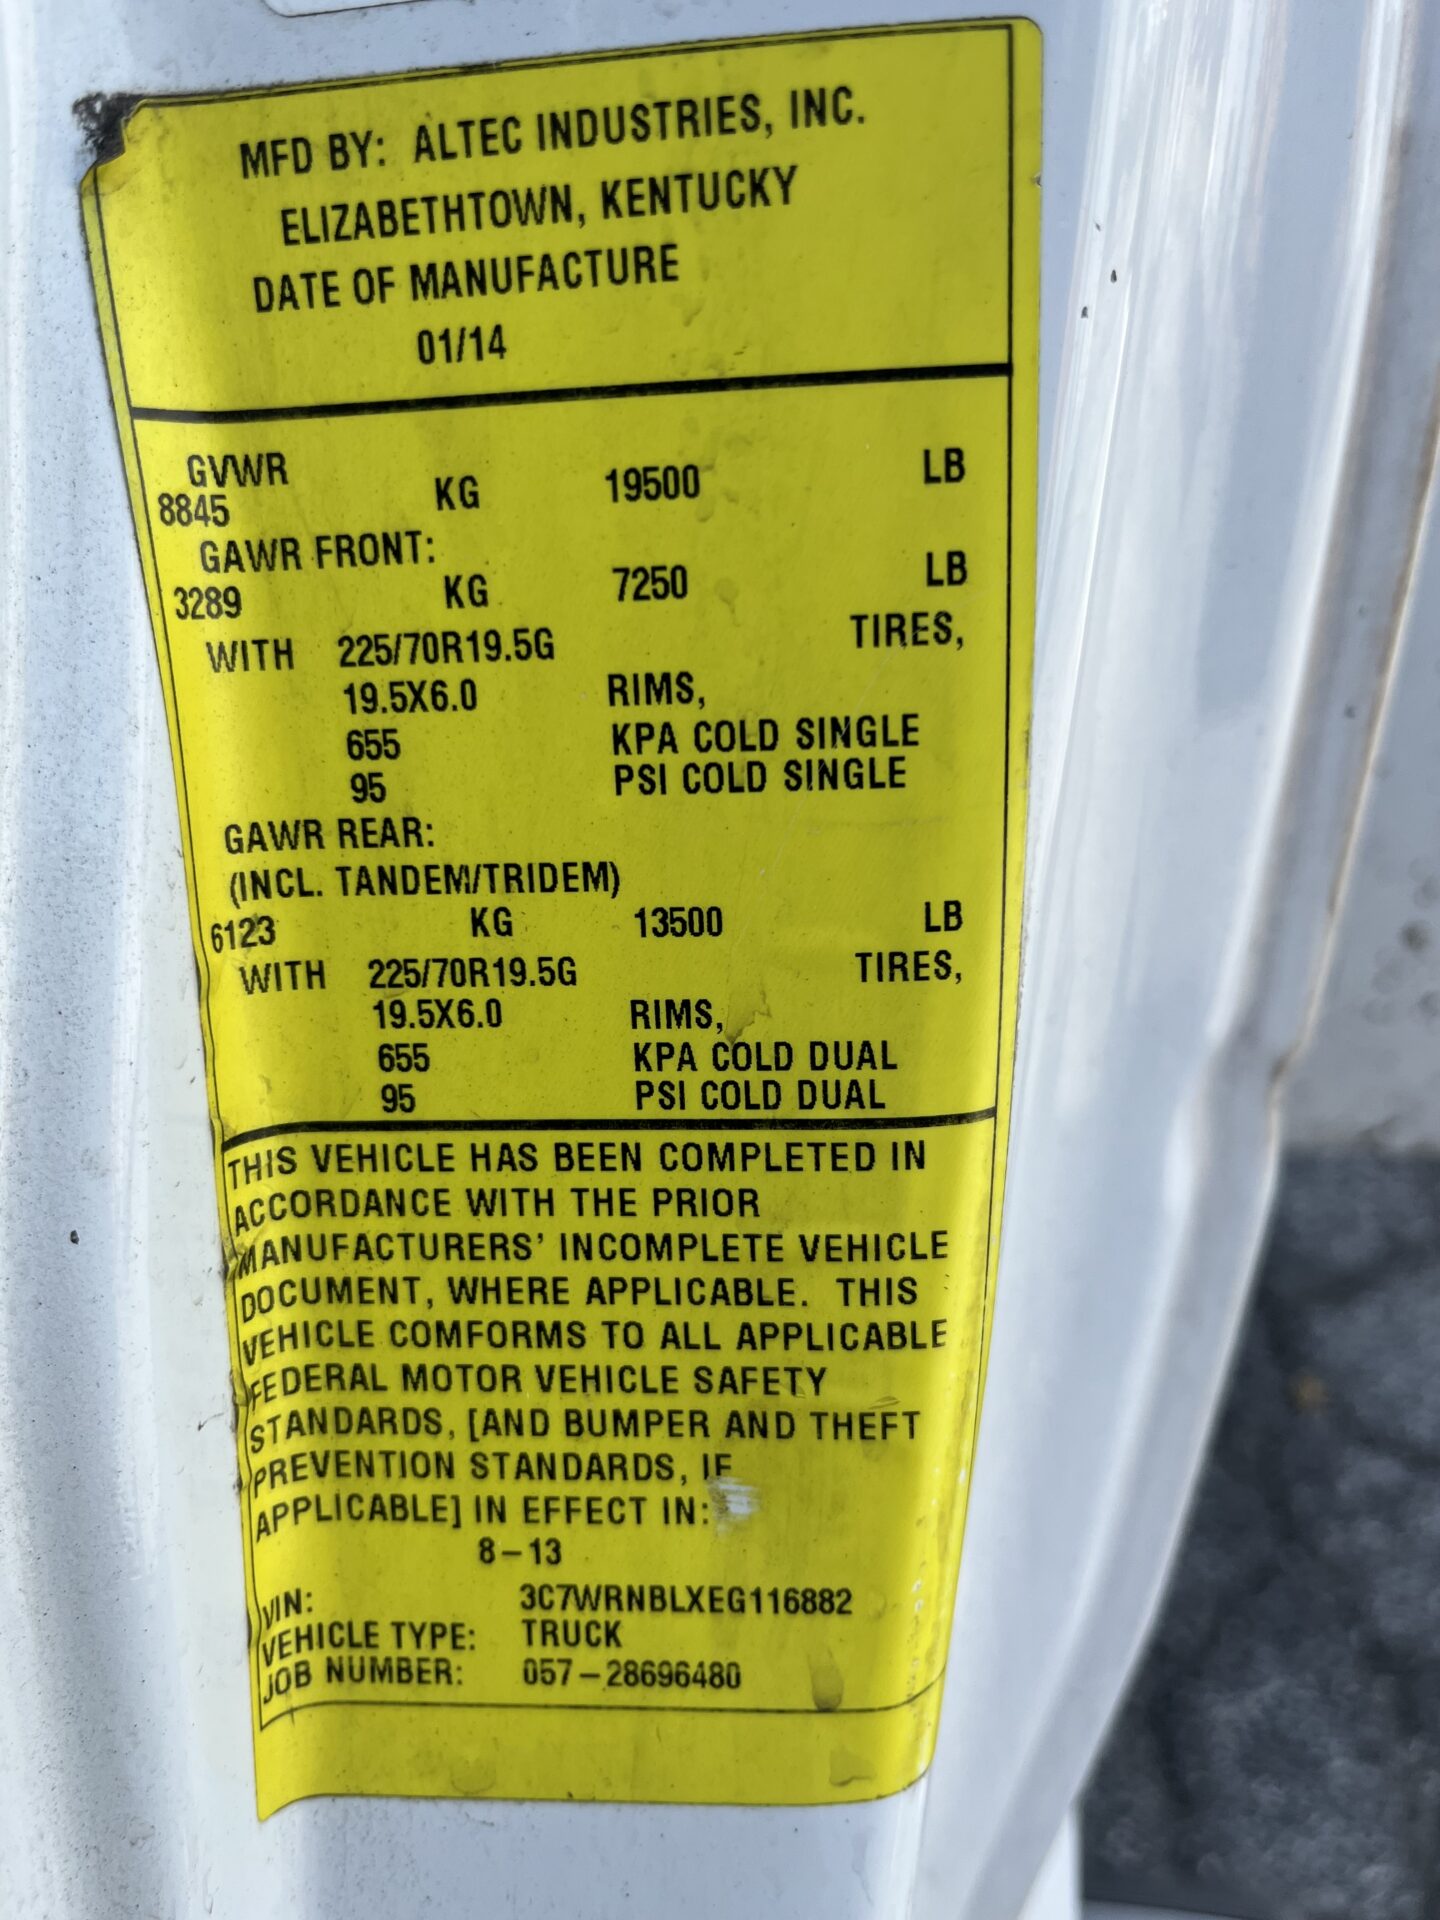 MFD BY: ALTEC INDUSTRIES, INC.
ELIZABETHTOWN, KENTUCKY
DATE OF MANUFACTURE
01/14
GVWR
8845 KG 19500 LB
GAWR FRONT:
3289 KG 7250 LB
WITH 225/70R19.5G TIRES,
19.5X6.0 RIMS,
655 KPA COLD SINGLE
95 PSI COLD SINGLE
GAWR REAR:
(INCL. TANDEM/TRIDEM)
6123 KG 13500 LB
WITH 225/70R19.5G TIRES,
19.5X6.0 RIMS,
655 KPA COLD DUAL
95 PSI COLD DUAL
THIS VEHICLE HAS BEEN COMPLETED IN
ACCORDANCE WITH THE PRIOR
MANUFACTURERS' INCOMPLETE VEHICLE
DOCUMENT, WHERE APPLICABLE. THIS
VEHICLE COMFORMS TO ALL APPLICABLE
FEDERAL MOTOR VEHICLE SAFETY
STANDARDS, [AND BUMPER AND THEFT
PREVENTION STANDARDS, IF
APPLICABLE] IN EFFECT IN:
8-13
VIN: 3C7WRNBLXEG116882
VEHICLE TYPE: TRUCK
JOB NUMBER: 057-28696480